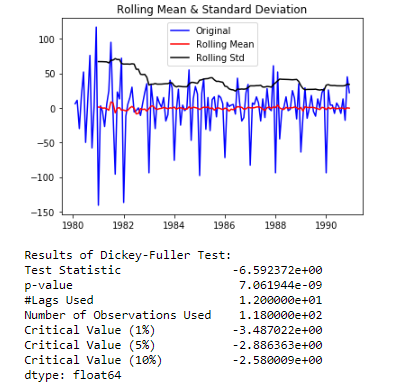 Rolling Mean & Standard Deviation
Original
Rolling Mean
Rolling Std
100
50
0
−50
−100
−150
1980 1982 1984 1986 1988 1990
Results of Dickey-Fuller Test:
Test Statistic -6.592372e+00
p-value 7.061944e-09
#Lags Used 1.200000e+01
Number of Observations Used 1.180000e+02
Critical Value (1%) -3.487022e+00
Critical Value (5%) -2.886363e+00
Critical Value (10%) -2.580009e+00
dtype: float64